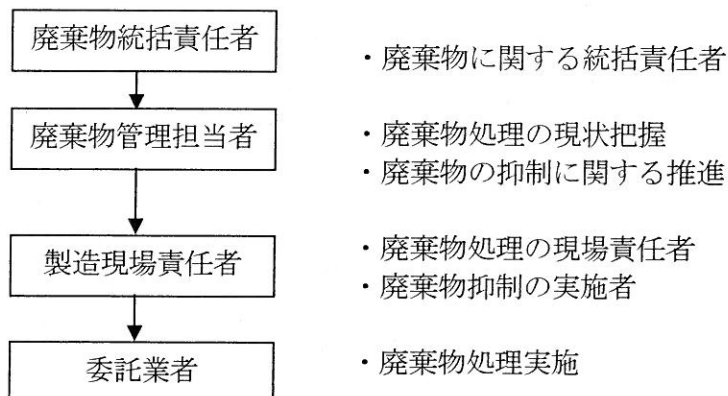 廃棄物統括責任者
・廃棄物に関する統括責任者
廃棄物管理担当者
・廃棄物処理の現状把握
・廃棄物の抑制に関する推進
製造現場責任者
・廃棄物処理の現場責任者
・廃棄物抑制の実施者
委託業者
・廃棄物処理実施